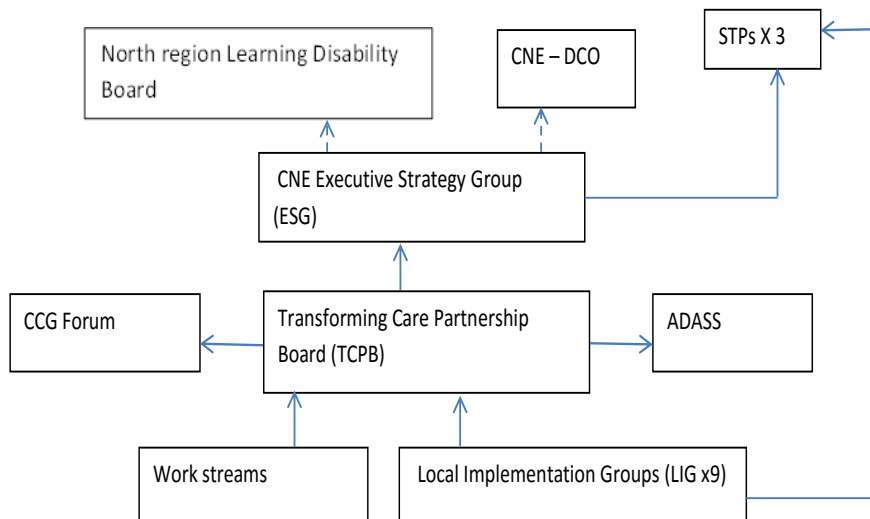 North region Learning Disability
Board
CNE – DCO
STPs X 3
CNE Executive Strategy Group
(ESG)
CCG Forum
Transforming Care Partnership
Board (TCPB)
ADASS
Work streams
Local Implementation Groups (LIG x9)